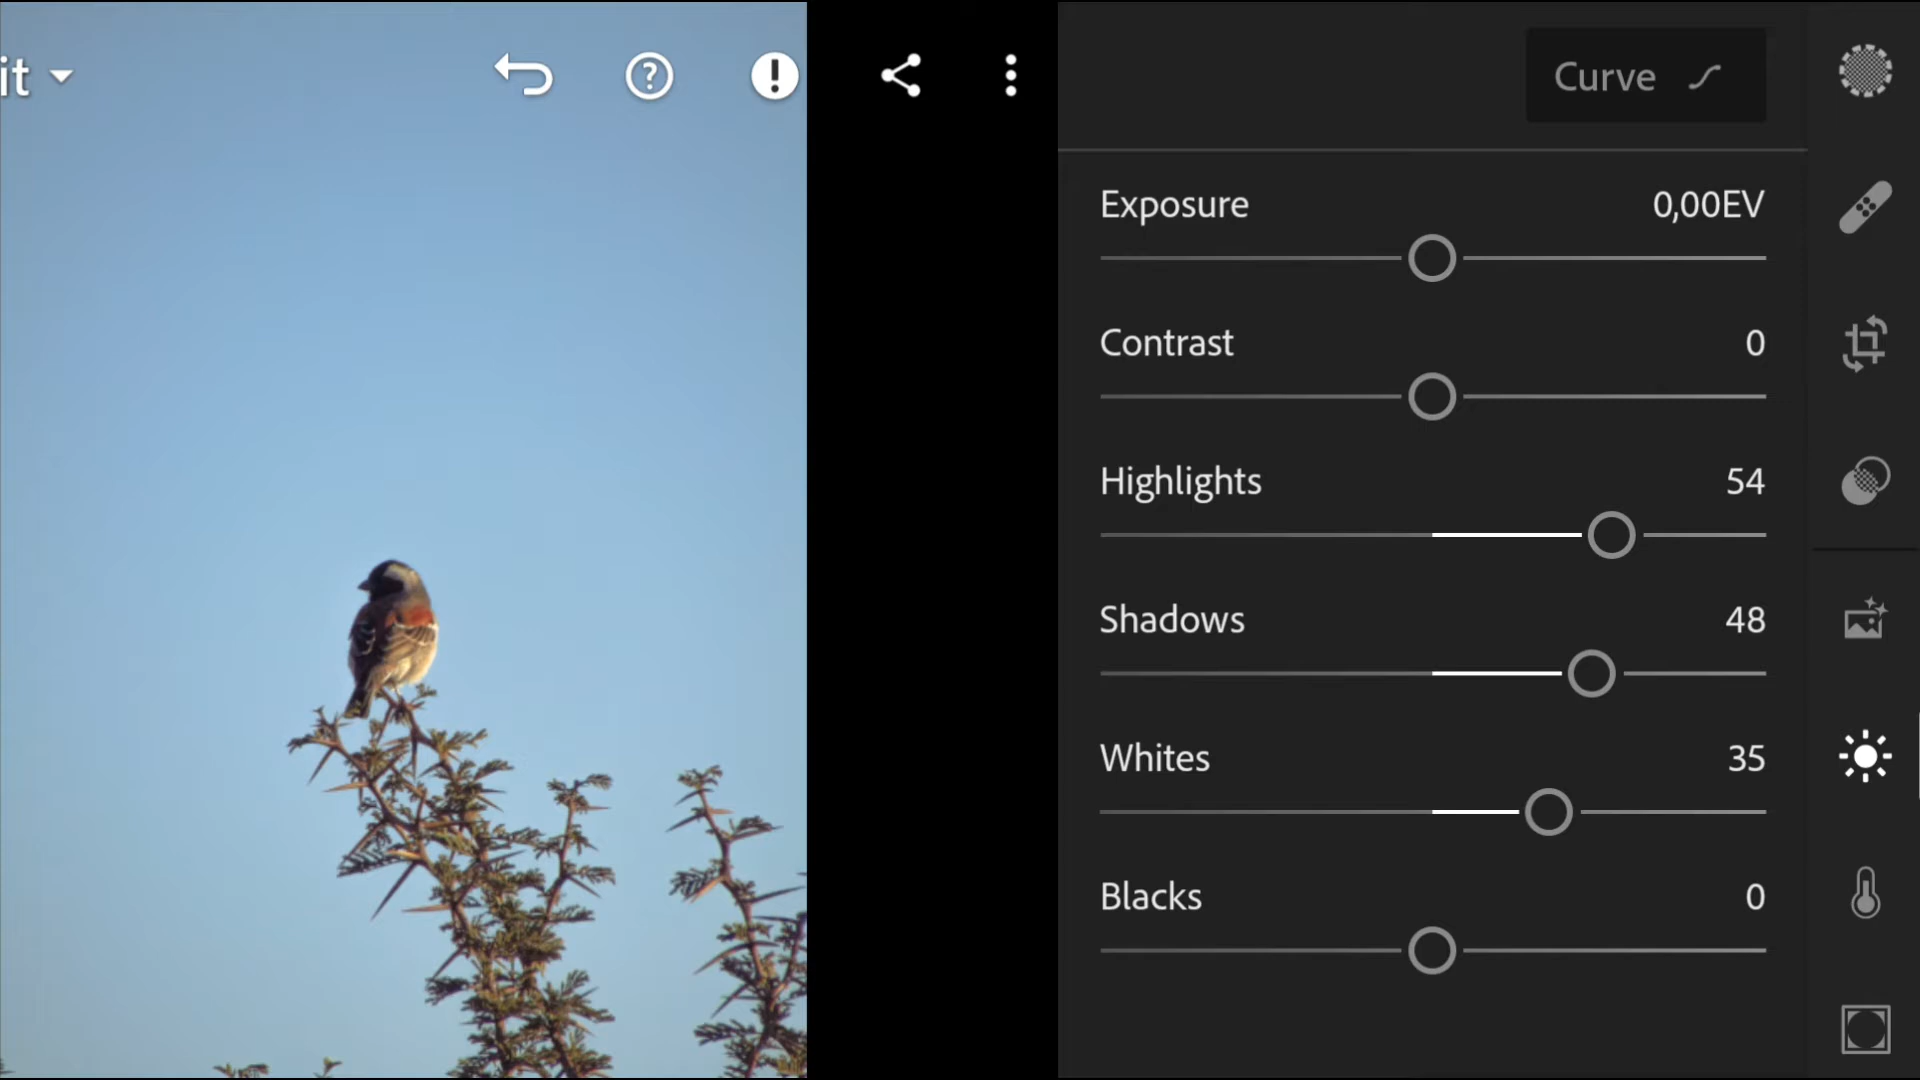 it
Curve
Exposure 0,00EV
Contrast 0
Highlights 54
Shadows 48
Whites 35
Blacks 0